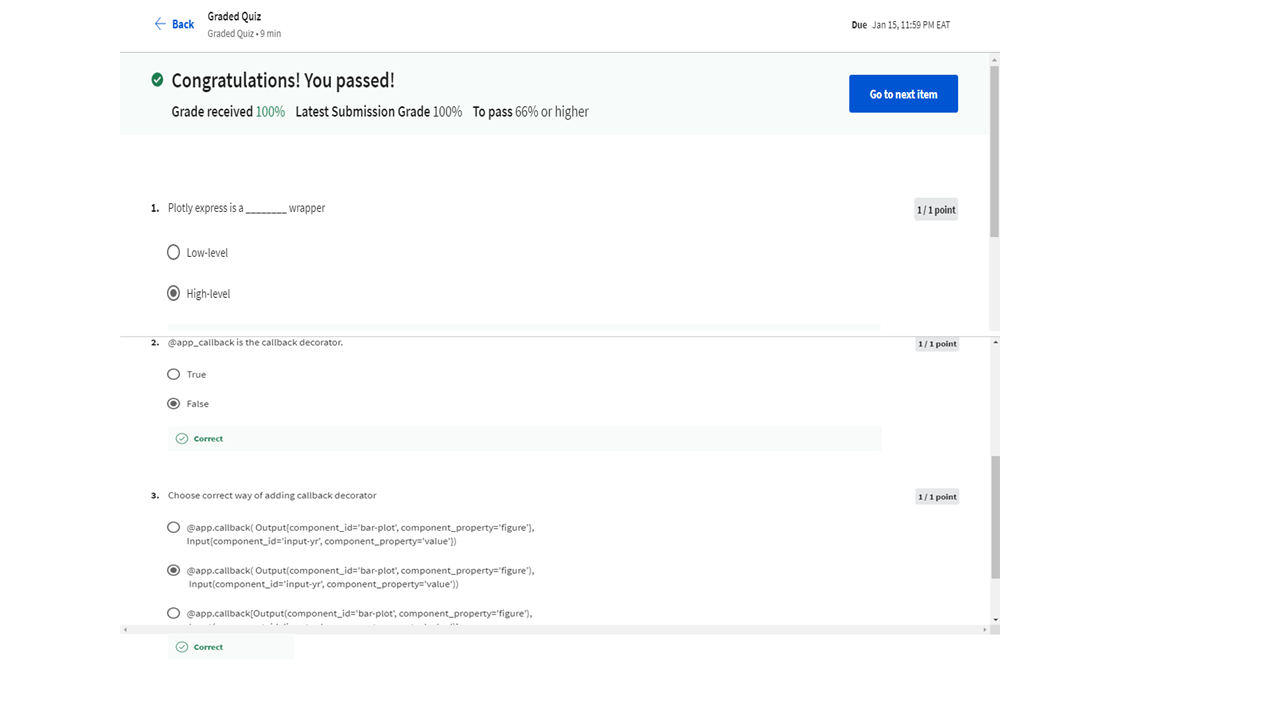 Back
Graded Quiz
Graded Quiz • 9 min
Due Jan 15, 11:59 PM EAT
Congratulations! You passed!
Grade received 100% Latest Submission Grade 100% To pass 66% or higher
Go to next item
1. Plotly express is a ________ wrapper
1 / 1 point
Low-level
High-level
2. @app_callback is the callback decorator.
1 / 1 point
True
False
Correct
3. Choose correct way of adding callback decorator
1 / 1 point
@app.callback( Output{component_id='bar-plot', component_property='figure'},
Input{component_id='input-yr', component_property='value'})
@app.callback( Output(component_id='bar-plot', component_property='figure'),
Input(component_id='input-yr', component_property='value'))
@app.callback[Output(component_id='bar-plot', component_property='figure'),
Correct